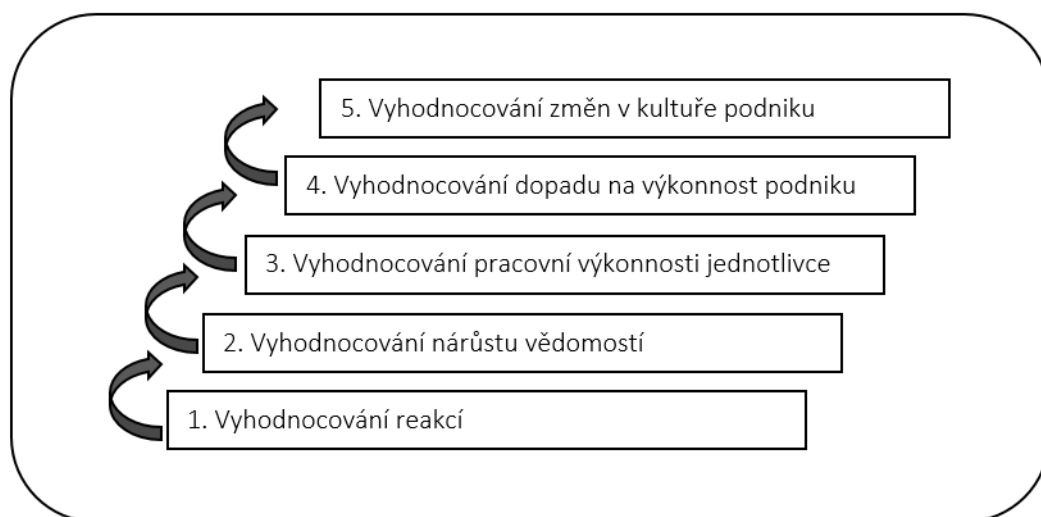 5. Vyhodnocování změn v kultuře podniku
4. Vyhodnocování dopadu na výkonnost podniku
3. Vyhodnocování pracovní výkonnosti jednotlivce
2. Vyhodnocování nárůstu vědomostí
1. Vyhodnocování reakcí